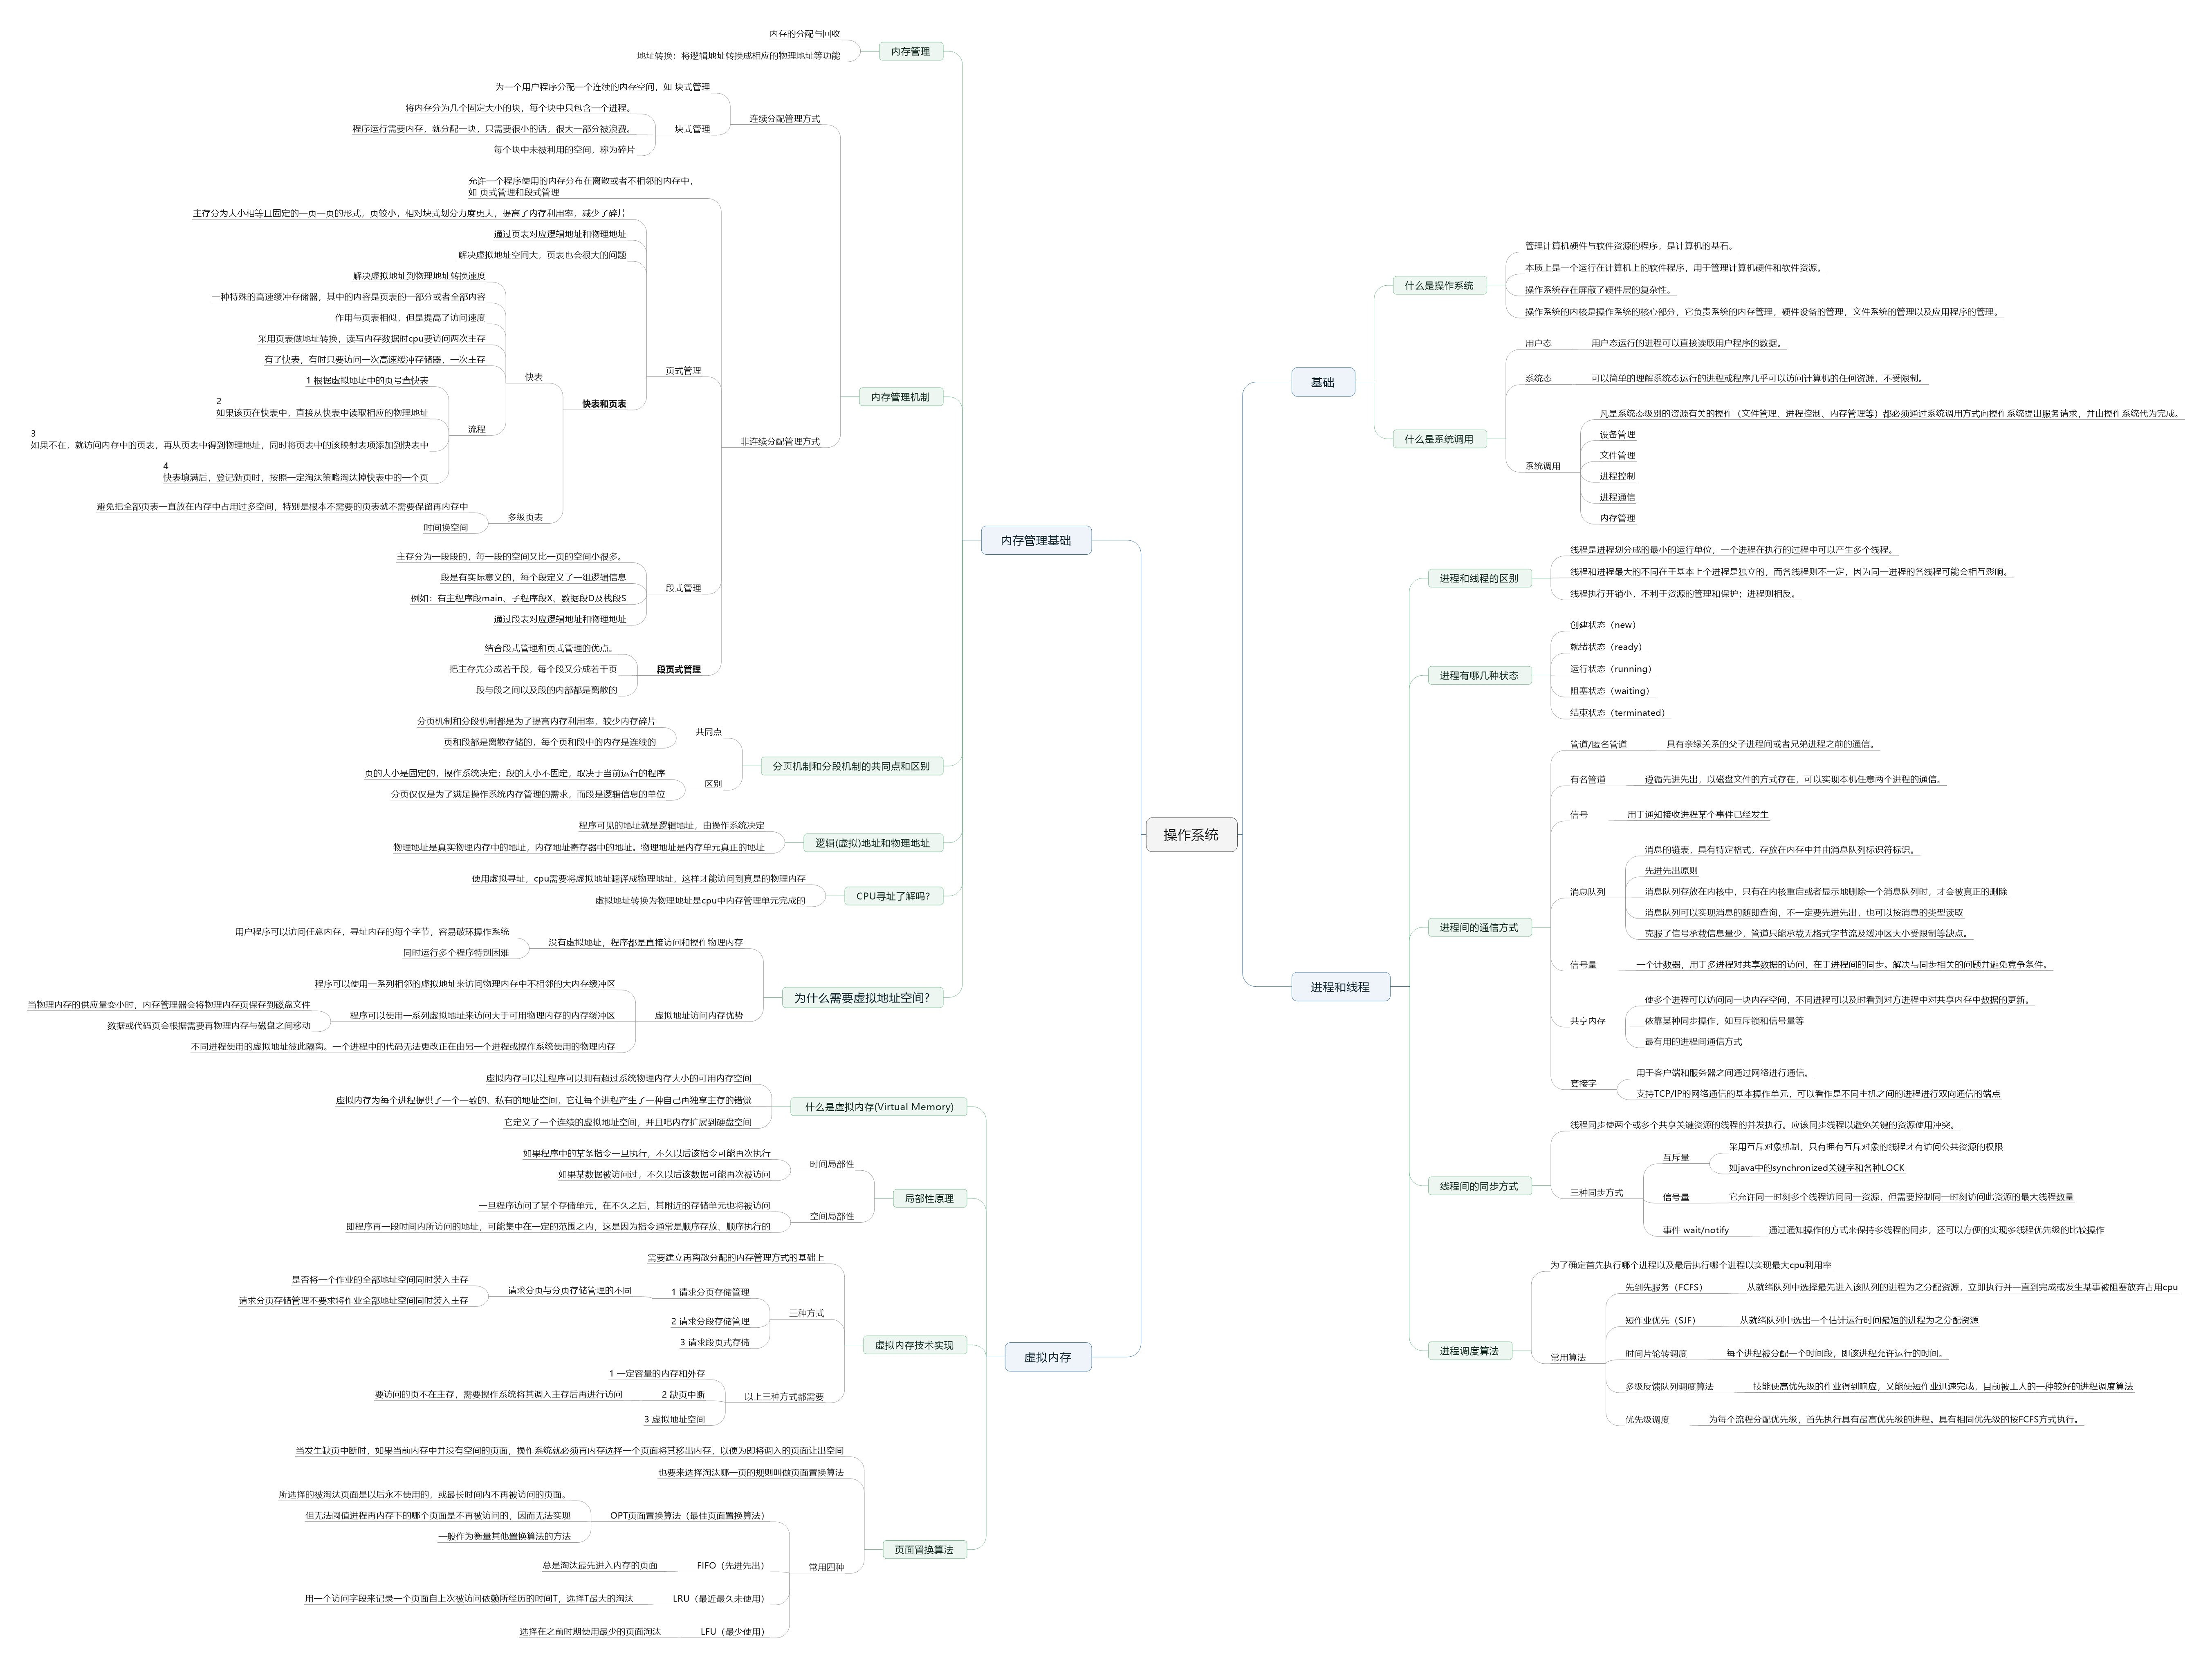 操作系统
基础
什么是操作系统
管理计算机硬件与软件资源的程序，是计算机的基石。
本质上是一个运行在计算机上的软件程序，用于管理计算机硬件和软件资源。
操作系统存在屏蔽了硬件层的复杂性。
操作系统的内核是操作系统的核心部分，它负责系统的内存管理，硬件设备的管理，文件系统的管理以及应用程序的管理。
什么是系统调用
用户态
用户态运行的进程可以直接读取用户程序的数据。
系统态
可以简单的理解系统态运行的进程或程序几乎可以访问计算机的任何资源，不受限制。
系统调用
凡是系统态级别的资源有关的操作（文件管理、进程控制、内存管理等）都必须通过系统调用方式向操作系统提出服务请求，并由操作系统代为完成。
设备管理
文件管理
进程控制
进程通信
内存管理
进程和线程
进程和线程的区别
线程是进程划分成的最小的运行单位，一个进程在执行的过程中可以产生多个线程。
线程和进程最大的不同在于基本上个进程是独立的，而各线程则不一定，因为同一进程的各线程可能会相互影响。
线程执行开销小，不利于资源的管理和保护；进程则相反。
进程有哪几种状态
创建状态（new）
就绪状态（ready）
运行状态（running）
阻塞状态（waiting）
结束状态（terminated）
进程间的通信方式
管道/匿名管道
具有亲缘关系的父子进程间或者兄弟进程之前的通信。
有名管道
遵循先进先出，以磁盘文件的方式存在，可以实现本机任意两个进程的通信。
信号
用于通知接收进程某个事件已经发生
消息队列
消息的链表，具有特定格式，存放在内存中并由消息队列标识符标识。
先进先出原则
消息队列存放在内核中，只有在内核重启或者显示地删除一个消息队列时，才会被真正的删除
消息队列可以实现消息的随即查询，不一定要先进先出，也可以按消息的类型读取
克服了信号承载信息量少，管道只能承载无格式字节流及缓冲区大小受限制等缺点。
信号量
一个计数器，用于多进程对共享数据的访问，在于进程间的同步。解决与同步相关的问题并避免竞争条件。
共享内存
使多个进程可以访问同一块内存空间，不同进程可以及时看到对方进程中对共享内存中数据的更新。
依靠某种同步操作，如互斥锁和信号量等
最有用的进程间通信方式
套接字
用于客户端和服务器之间通过网络进行通信。
支持TCP/IP的网络通信的基本操作单元，可以看作是不同主机之间的进程进行双向通信的端点
线程间的同步方式
线程同步使两个或多个共享关键资源的线程的并发执行。应该同步线程以避免关键的资源使用冲突。
三种同步方式
互斥量
采用互斥对象机制，只有拥有互斥对象的线程才有访问公共资源的权限
如java中的synchronized关键字和各种LOCK
信号量
它允许同一时刻多个线程访问同一资源，但需要控制同一时刻访问此资源的最大线程数量
事件 wait/notify
通过通知操作的方式来保持多线程的同步，还可以方便的实现多线程优先级的比较操作
进程调度算法
为了确定首先执行哪个进程以及最后执行哪个进程以实现最大cpu利用率
常用算法
先到先服务（FCFS）
从就绪队列中选择最先进入该队列的进程为之分配资源，立即执行并一直到完成或发生某事被阻塞放弃占用cpu
短作业优先（SJF）
从就绪队列中选出一个估计运行时间最短的进程为之分配资源
时间片轮转调度
每个进程被分配一个时间段，即该进程允许运行的时间。
多级反馈队列调度算法
技能使高优先级的作业得到响应，又能使短作业迅速完成，目前被工人的一种较好的进程调度算法
优先级调度
为每个流程分配优先级，首先执行具有最高优先级的进程。具有相同优先级的按FCFS方式执行。
内存管理基础
内存管理
内存的分配与回收
地址转换：将逻辑地址转换成相应的物理地址等功能
内存管理机制
连续分配管理方式
为一个用户程序分配一个连续的内存空间，如 块式管理
块式管理
将内存分为几个固定大小的块，每个块中只包含一个进程。
程序运行需要内存，就分配一块，只需要很小的话，很大一部分被浪费。
每个块中未被利用的空间，称为碎片
非连续分配管理方式
允许一个程序使用的内存分布在离散或者不相邻的内存中，
如 页式管理和段式管理
页式管理
主存分为大小相等且固定的一页一页的形式，页较小，相对块式划分力度更大，提高了内存利用率，减少了碎片
通过页表对应逻辑地址和物理地址
解决虚拟地址空间大，页表也会很大的问题
快表和页表
快表
解决虚拟地址到物理地址转换速度
一种特殊的高速缓冲存储器，其中的内容是页表的一部分或者全部内容
作用与页表相似，但是提高了访问速度
采用页表做地址转换，读写内存数据时cpu要访问两次主存
有了快表，有时只要访问一次高速缓冲存储器，一次主存
流程
1 根据虚拟地址中的页号查快表
2
如果该页在快表中，直接从快表中读取相应的物理地址
3
如果不在，就访问内存中的页表，再从页表中得到物理地址，同时将页表中的该映射表项添加到快表中
4
快表填满后，登记新页时，按照一定淘汰策略淘汰掉快表中的一个页
多级页表
避免把全部页表一直放在内存中占用过多空间，特别是根本不需要的页表就不需要保留再内存中
时间换空间
段式管理
主存分为一段段的，每一段的空间又比一页的空间小很多。
段是有实际意义的，每个段定义了一组逻辑信息
例如：有主程序段main、子程序段X、数据段D及栈段S
通过段表对应逻辑地址和物理地址
段页式管理
结合段式管理和页式管理的优点。
把主存先分成若干段，每个段又分成若干页
段与段之间以及段的内部都是离散的
分页机制和分段机制的共同点和区别
共同点
分页机制和分段机制都是为了提高内存利用率，较少内存碎片
页和段都是离散存储的，每个页和段中的内存是连续的
区别
页的大小是固定的，操作系统决定；段的大小不固定，取决于当前运行的程序
分页仅仅是为了满足操作系统内存管理的需求，而段是逻辑信息的单位
逻辑(虚拟)地址和物理地址
程序可见的地址就是逻辑地址，由操作系统决定
物理地址是真实物理内存中的地址，内存地址寄存器中的地址。物理地址是内存单元真正的地址
CPU寻址了解吗？
使用虚拟寻址，cpu需要将虚拟地址翻译成物理地址，这样才能访问到真是的物理内存
虚拟地址转换为物理地址是cpu中内存管理单元完成的
为什么需要虚拟地址空间？
没有虚拟地址，程序都是直接访问和操作物理内存
用户程序可以访问任意内存，寻址内存的每个字节，容易破环操作系统
同时运行多个程序特别困难
虚拟地址访问内存优势
程序可以使用一系列相邻的虚拟地址来访问物理内存中不相邻的大内存缓冲区
程序可以使用一系列虚拟地址来访问大于可用物理内存的内存缓冲区
当物理内存的供应量变小时，内存管理器会将物理内存页保存到磁盘文件
数据或代码页会根据需要再物理内存与磁盘之间移动
不同进程使用的虚拟地址彼此隔离。一个进程中的代码无法更改正在由另一个进程或操作系统使用的物理内存
虚拟内存
什么是虚拟内存(Virtual Memory)
虚拟内存可以让程序可以拥有超过系统物理内存大小的可用内存空间
虚拟内存为每个进程提供了一个一致的、私有的地址空间，它让每个进程产生了一种自己再独享主存的错觉
它定义了一个连续的虚拟地址空间，并且吧内存扩展到硬盘空间
局部性原理
时间局部性
如果程序中的某条指令一旦执行，不久以后该指令可能再次执行
如果某数据被访问过，不久以后该数据可能再次被访问
空间局部性
一旦程序访问了某个存储单元，在不久之后，其附近的存储单元也将被访问
即程序再一段时间内所访问的地址，可能集中在一定的范围之内，这是因为指令通常是顺序存放、顺序执行的
虚拟内存技术实现
需要建立再离散分配的内存管理方式的基础上
三种方式
1 请求分页存储管理
请求分页与分页存储管理的不同
是否将一个作业的全部地址空间同时装入主存
请求分页存储管理不要求将作业全部地址空间同时装入主存
2 请求分段存储管理
3 请求段页式存储
以上三种方式都需要
1 一定容量的内存和外存
2 缺页中断
要访问的页不在主存，需要操作系统将其调入主存后再进行访问
3 虚拟地址空间
页面置换算法
当发生缺页中断时，如果当前内存中并没有空间的页面，操作系统就必须再内存选择一个页面将其移出内存，以便为即将调入的页面让出空间
也要来选择淘汰哪一页的规则叫做页面置换算法
常用四种
OPT页面置换算法（最佳页面置换算法）
所选择的被淘汰页面是以后永不使用的，或最长时间内不再被访问的页面。
但无法阈值进程再内存下的哪个页面是不再被访问的，因而无法实现
一般作为衡量其他置换算法的方法
FIFO（先进先出）
总是淘汰最先进入内存的页面
LRU（最近最久未使用）
用一个访问字段来记录一个页面自上次被访问依赖所经历的时间T，选择T最大的淘汰
LFU（最少使用）
选择在之前时期使用最少的页面淘汰